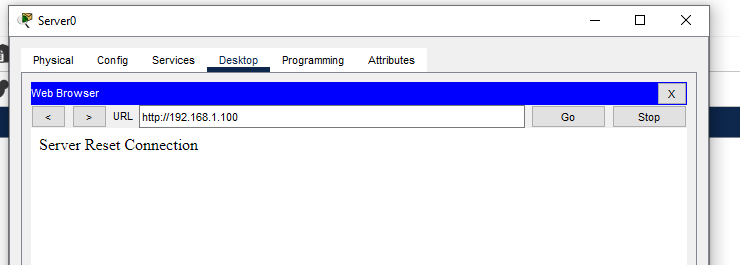 Server0
Physical Config Services Desktop Programming Attributes
Web Browser X
< > URL http://192.168.1.100 Go Stop
Server Reset Connection